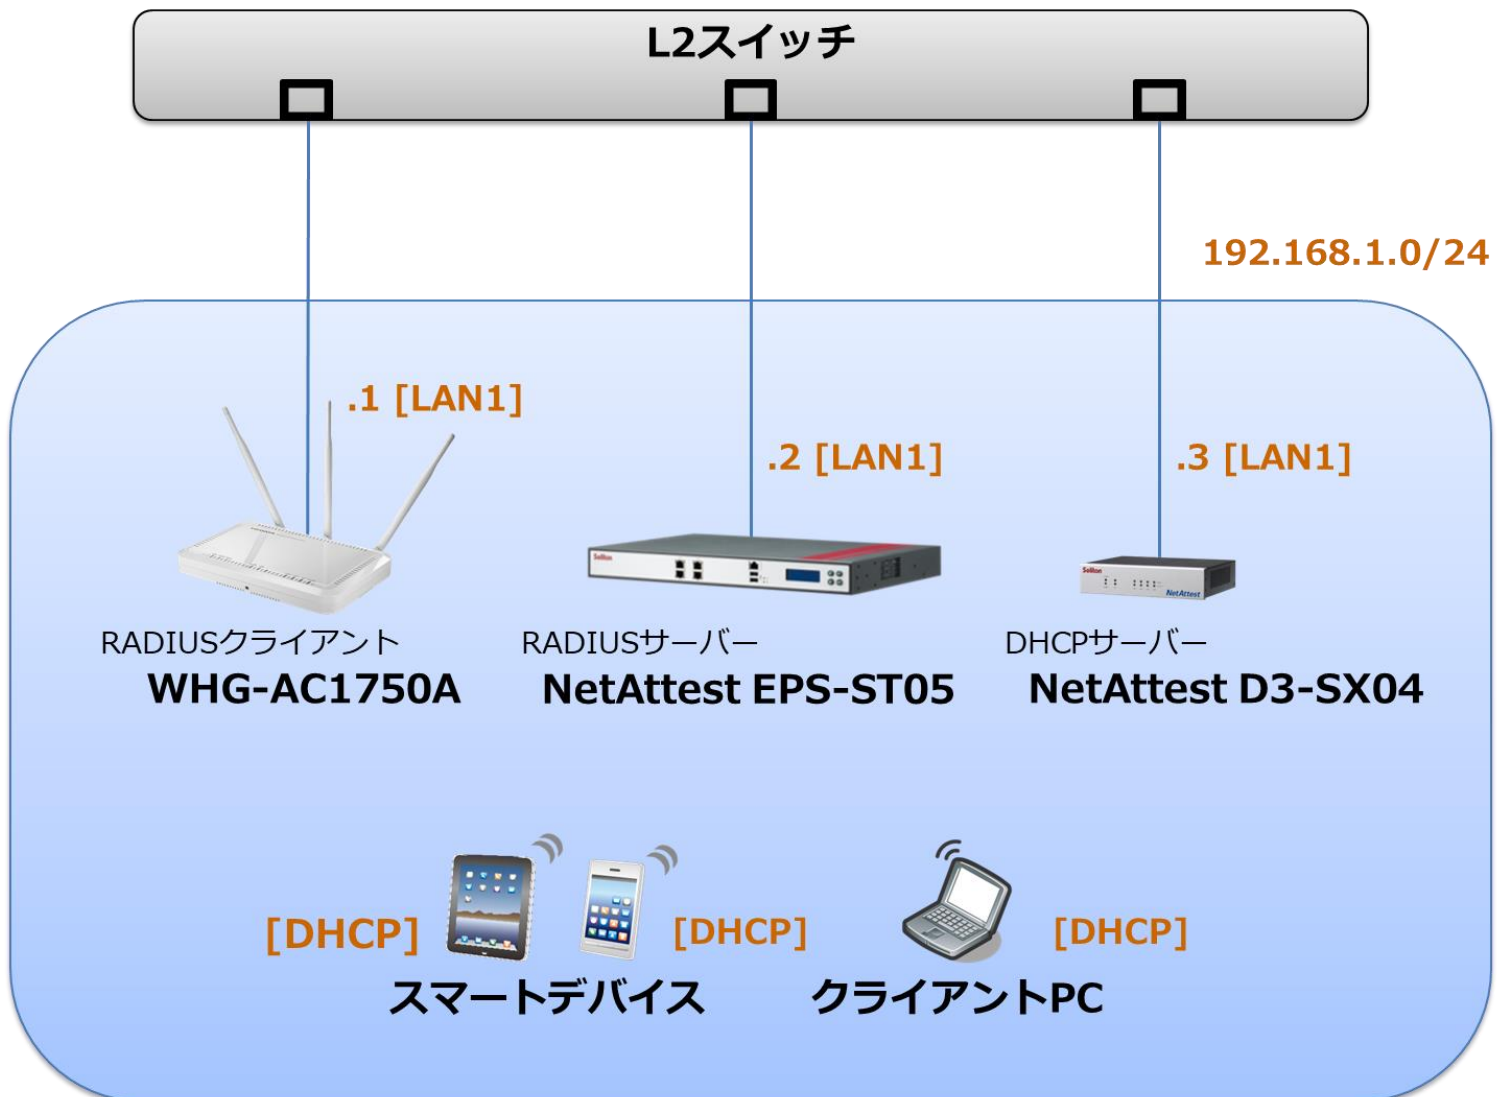 L2スイッチ
192.168.1.0/24
.1 [LAN1]
.2 [LAN1]
.3 [LAN1]
Soliton
Soliton
NetAttest
RADIUSクライアント
WHG-AC1750A
RADIUSサーバー
NetAttest EPS-ST05
DHCPサーバー
NetAttest D3-SX04
[DHCP]
[DHCP]
[DHCP]
スマートデバイス
クライアントPC